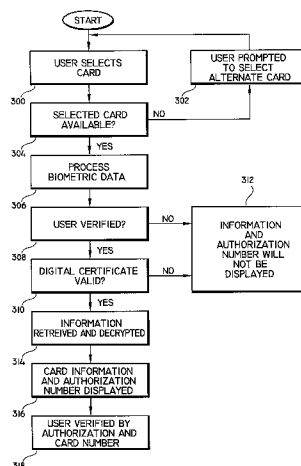 START
USER SELECTS
CARD
USER PROMPTED
TO SELECT
ALTERNATE CARD
300
302
SELECTED CARD
AVAILABLE?
NO
304
YES
PROCESS
BIOMETRIC DATA
306
312
USER VERIFIED?
NO
INFORMATION
AND
AUTHORIZATION
NUMBER WILL
NOT BE
DISPLAYED
308
YES
DIGITAL CERTIFICATE
VALID?
NO
310
YES
INFORMATION
RETREIVED AND DECRYPTED
314
CARD INFORMATION
AND AUTHORIZATION
NUMBER DISPLAYED
316
USER VERIFIED BY
AUTHORIZATION AND
CARD NUMBER
318